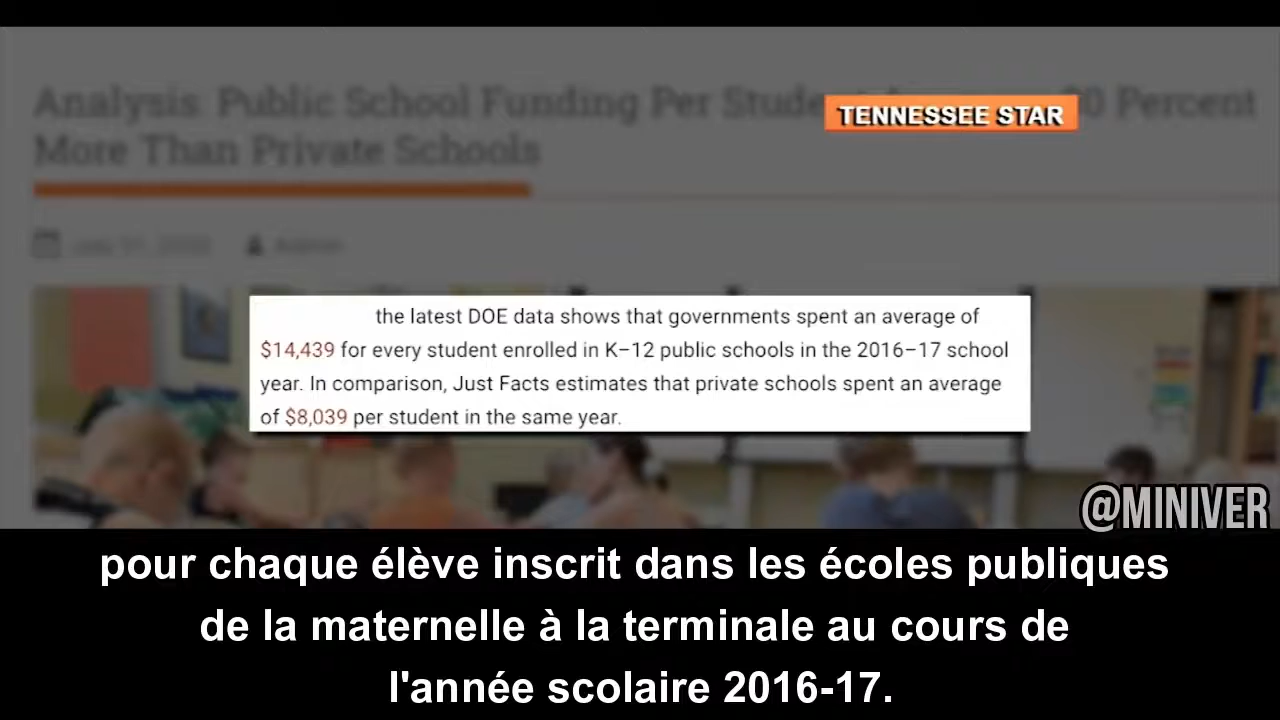 Analysis: Public School Funding Per Stude 0 Percent
TENNESSEE STAR
More Than Private Schools
Admin
the latest DOE data shows that governments spent an average of
$14,439 for every student enrolled in K–12 public schools in the 2016–17 school
year. In comparison, Just Facts estimates that private schools spent an average
of $8,039 per student in the same year.
@MINIVER
pour chaque élève inscrit dans les écoles publiques
de la maternelle à la terminale au cours de
l'année scolaire 2016-17.